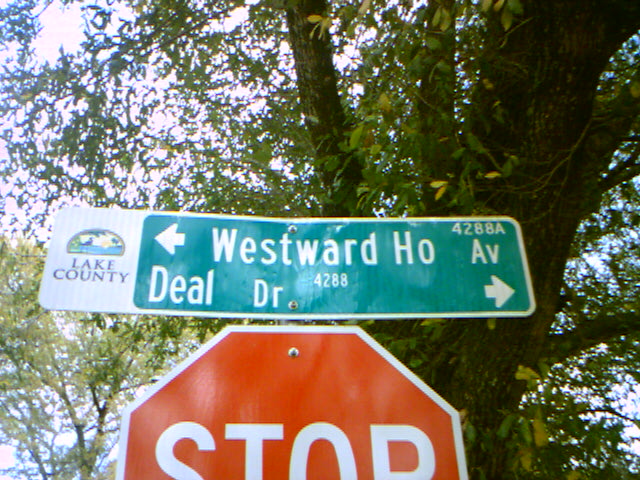 LAKE
COUNTY
4288A
Westward Ho Av
Deal Dr 4288
STOP